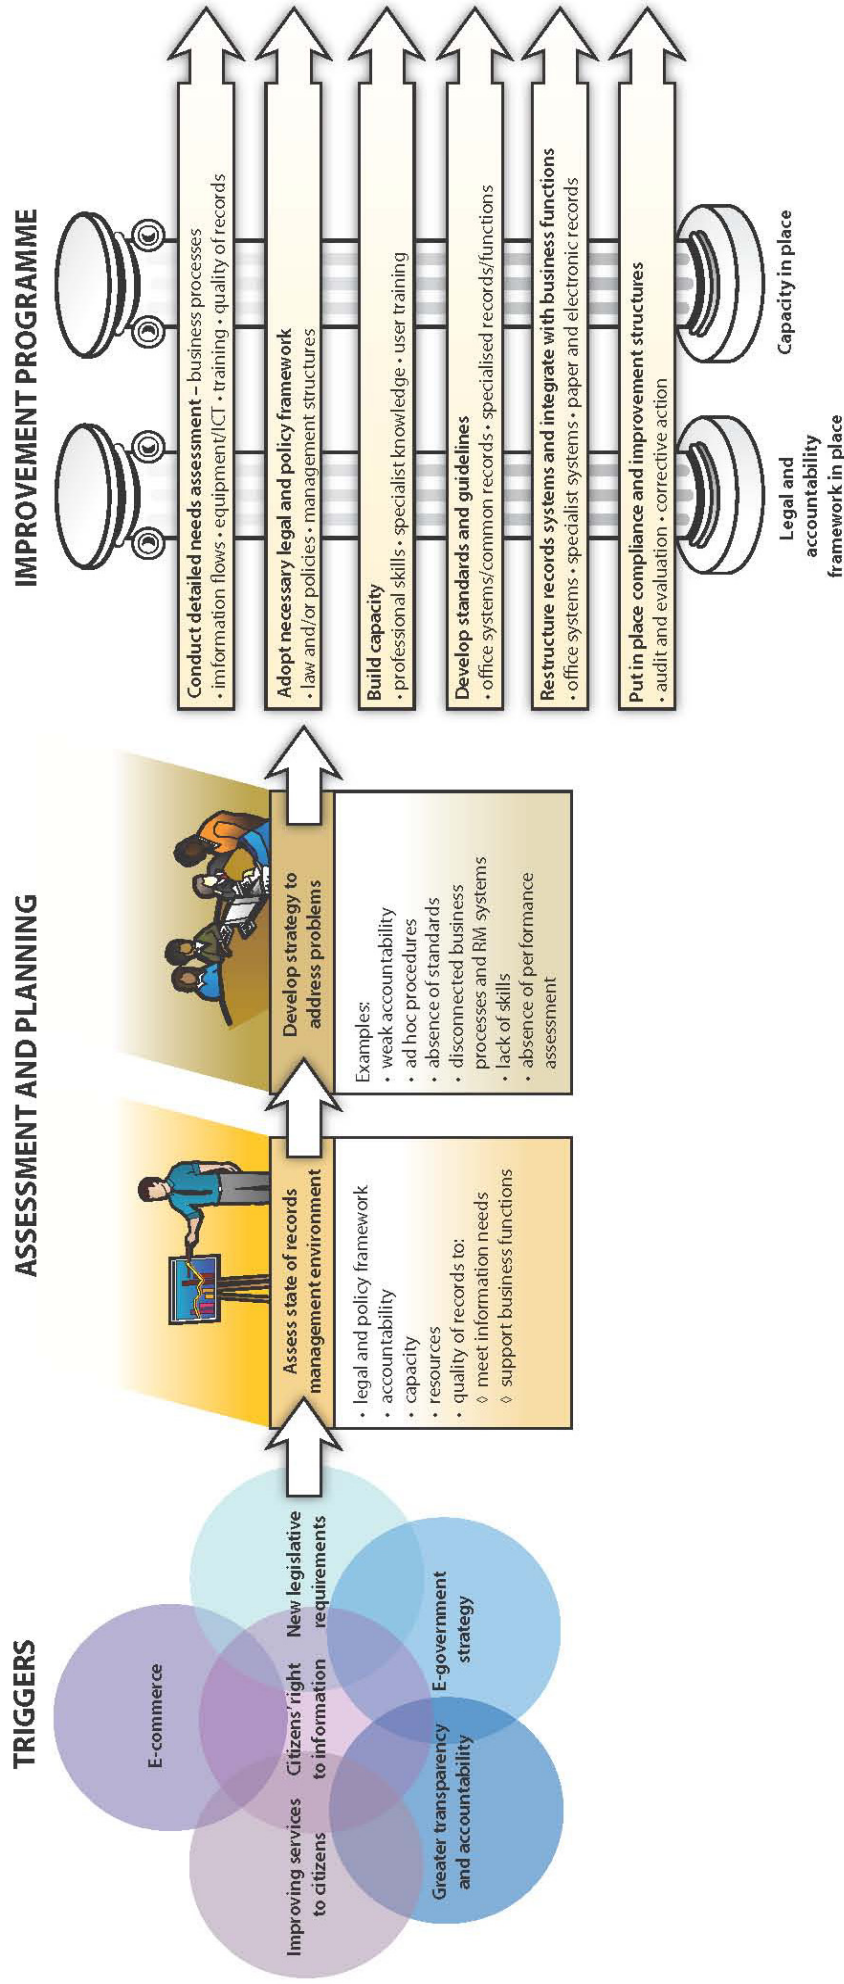 TRIGGERS
E-commerce
Improving services
to citizens
Citizens' right
to information
New legislative
requirements
Greater transparency
and accountability
E-government
strategy
ASSESSMENT AND PLANNING
Assess state of records
management environment
• legal and policy framework
• accountability
• capacity
• resources
• quality of records to:
◊ meet information needs
◊ support business functions
Develop strategy to
address problems
Examples:
• weak accountability
• ad hoc procedures
• absence of standards
• disconnected business
processes and RM systems
• lack of skills
• absence of performance
assessment
IMPROVEMENT PROGRAMME
Conduct detailed needs assessment – business processes
• imformation flows • equipment/ICT • training • quality of records
Adopt necessary legal and policy framework
• law and/or policies • management structures
Build capacity
• professional skills • specialist knowledge • user training
Develop standards and guidelines
• office systems/common records • specialised records/functions
Restructure records systems and integrate with business functions
• office systems • specialist systems • paper and electronic records
Put in place compliance and improvement structures
• audit and evaluation • corrective action
Legal and
accountability
framework in place
Capacity in place